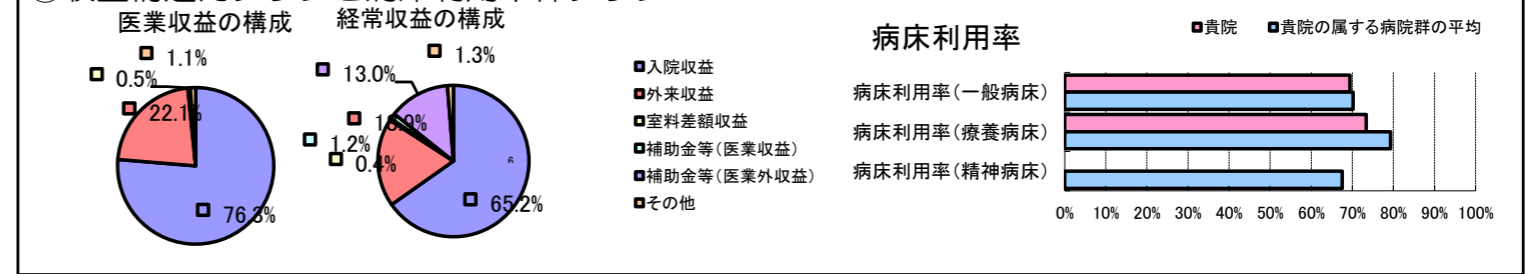 医業収益の構成
1.1%
0.5%
22.1%
76.3%
経常収益の構成
1.3%
13.0%
18.9%
1.2%
0.4%
65.2%
入院収益
外来収益
室料差額収益
補助金等(医業収益)
補助金等(医業外収益)
その他
病床利用率
貴院 貴院の属する病院群の平均
病床利用率(一般病床)
病床利用率(療養病床)
病床利用率(精神病床)
0% 10% 20% 30% 40% 50% 60% 70% 80% 90% 100%